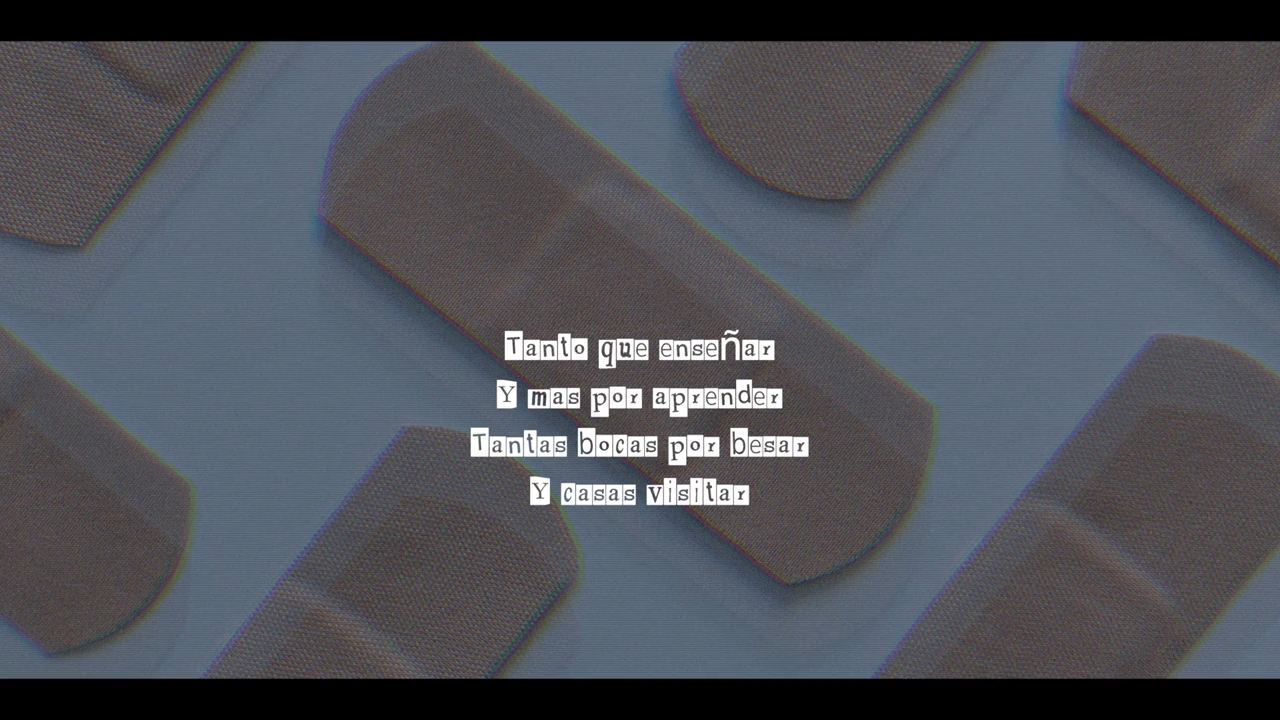 Tanto que enseñar
Y mas por aprender
Tantas bocas por besar
Y casas visitar